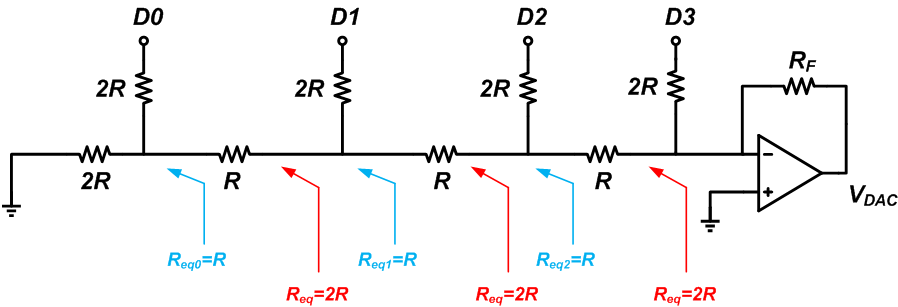 D0 D1 D2 D3
2R 2R 2R 2R RF
2R R R R
− +
VDAC
Req0=R Req1=R Req2=R
Req=2R Req=2R Req=2R